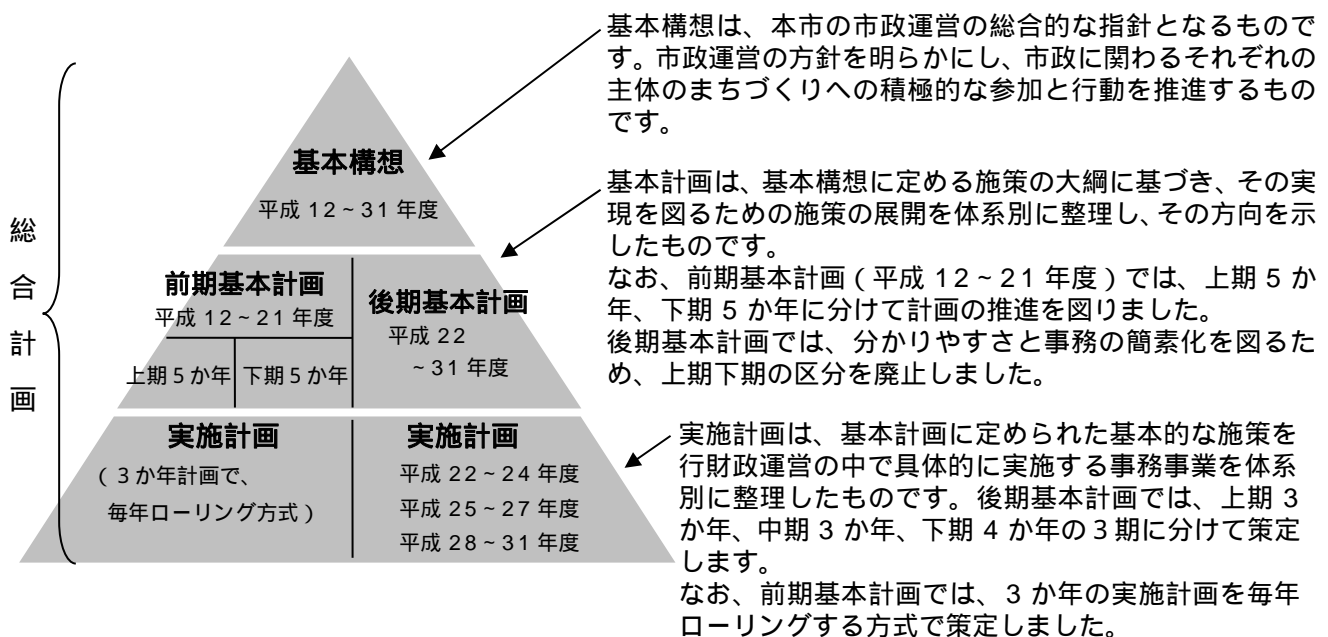 総合計画
基本構想
平成 12～31 年度
前期基本計画
平成 12～21 年度
上期 5 か年
下期 5 か年
後期基本計画
平成 22
～31 年度
実施計画
（３か年計画で、
毎年ローリング方式）
実施計画
平成 22～24 年度
平成 25～27 年度
平成 28～31 年度
基本構想は、本市の市政運営の総合的な指針となるもので
す。市政運営の方針を明らかにし、市政に関わるそれぞれの
主体のまちづくりへの積極的な参加と行動を推進するもの
です。
基本計画は、基本構想に定める施策の大綱に基づき、その実
現を図るための施策の展開を体系別に整理し、その方向を示
したものです。
なお、前期基本計画（平成 12～21 年度）では、上期 5 か
年、下期 5 か年に分けて計画の推進を図りました。
後期基本計画では、分かりやすさと事務の簡素化を図るた
め、上期下期の区分を廃止しました。
実施計画は、基本計画に定められた基本的な施策を
行財政運営の中で具体的に実施する事務事業を体系
別に整理したものです。後期基本計画では、上期 3
か年、中期 3 か年、下期 4 か年の３期に分けて策定
します。
なお、前期基本計画では、3 か年の実施計画を毎年
ローリングする方式で策定しました。